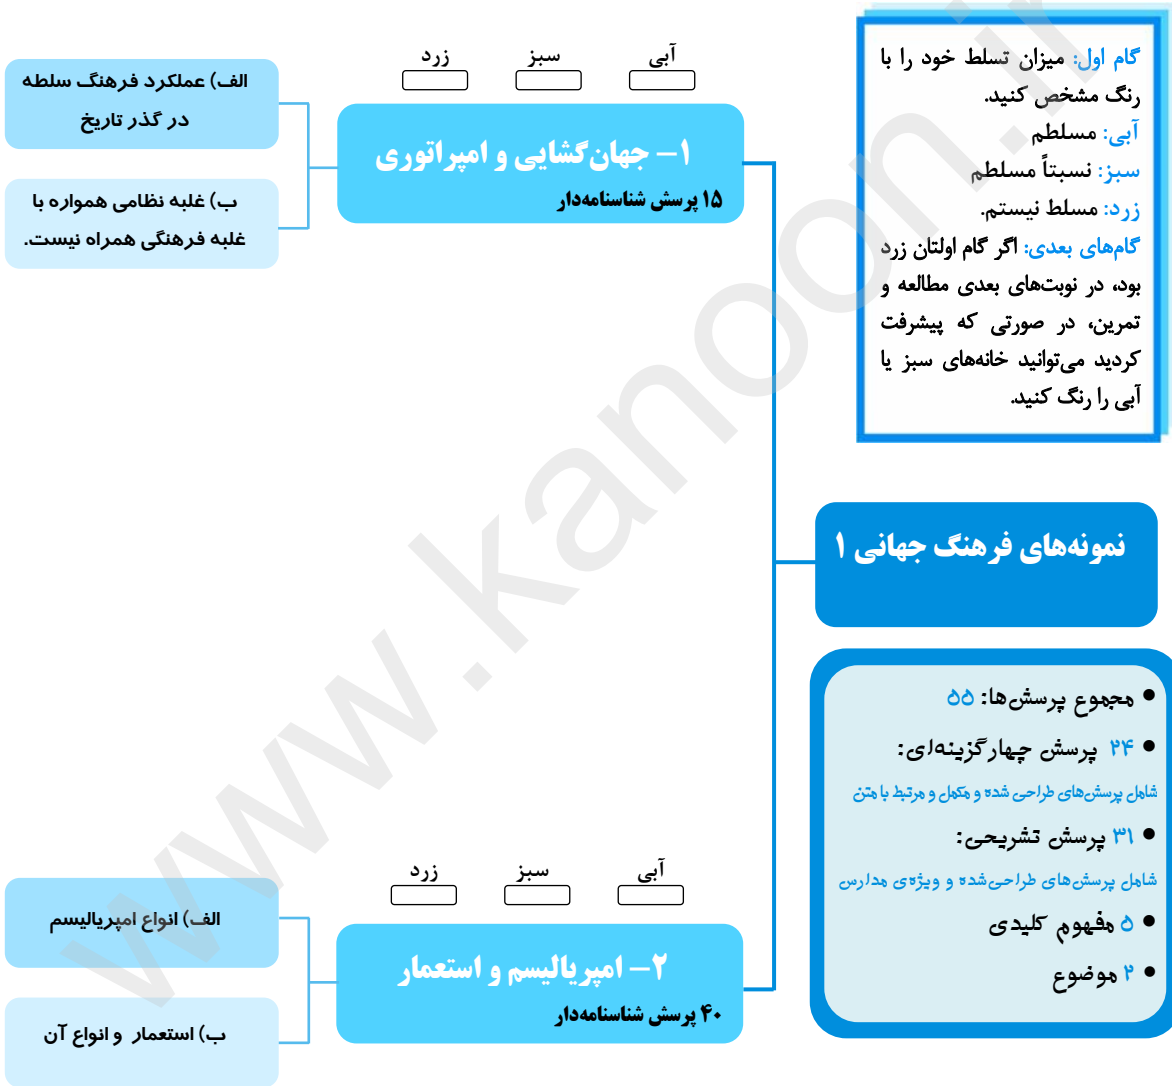 گام اول: میزان تسلط خود را با
رنگ مشخص کنید.
آبی: مسلطم
سبز: نسبتاً مسلطم
زرد: مسلط نیستم.
گام‌های بعدی: اگر گام اولتان زرد
بود، در نوبت‌های بعدی مطالعه و
تمرین، در صورتی که پیشرفت
کردید می‌توانید خانه‌های سبز یا
آبی را رنگ کنید.
نمونه‌های فرهنگ جهانی ۱
آبی سبز زرد
۱- جهان‌گشایی و امپراتوری
۱۵ پرسش شناسنامه‌دار
الف) عملکرد فرهنگ سلطه
در گذر تاریخ
ب) غلبه نظامی همواره با
غلبه فرهنگی همراه نیست.
آبی سبز زرد
۲- امپریالیسم و استعمار
۴۰ پرسش شناسنامه‌دار
الف) انواع امپریالیسم
ب) استعمار و انواع آن
• مجموع پرسش‌ها: ۵۵
• ۲۴ پرسش چهارگزینه‌ای:
شامل پرسش‌های طراحی شده و مکمل و مرتبط با متن
• ۳۱ پرسش تشریحی:
شامل پرسش‌های طراحی‌شده و ویژه‌ی مدارس
• ۵ مفهوم کلیدی
• ۲ موضوع
www.kanoon.ir